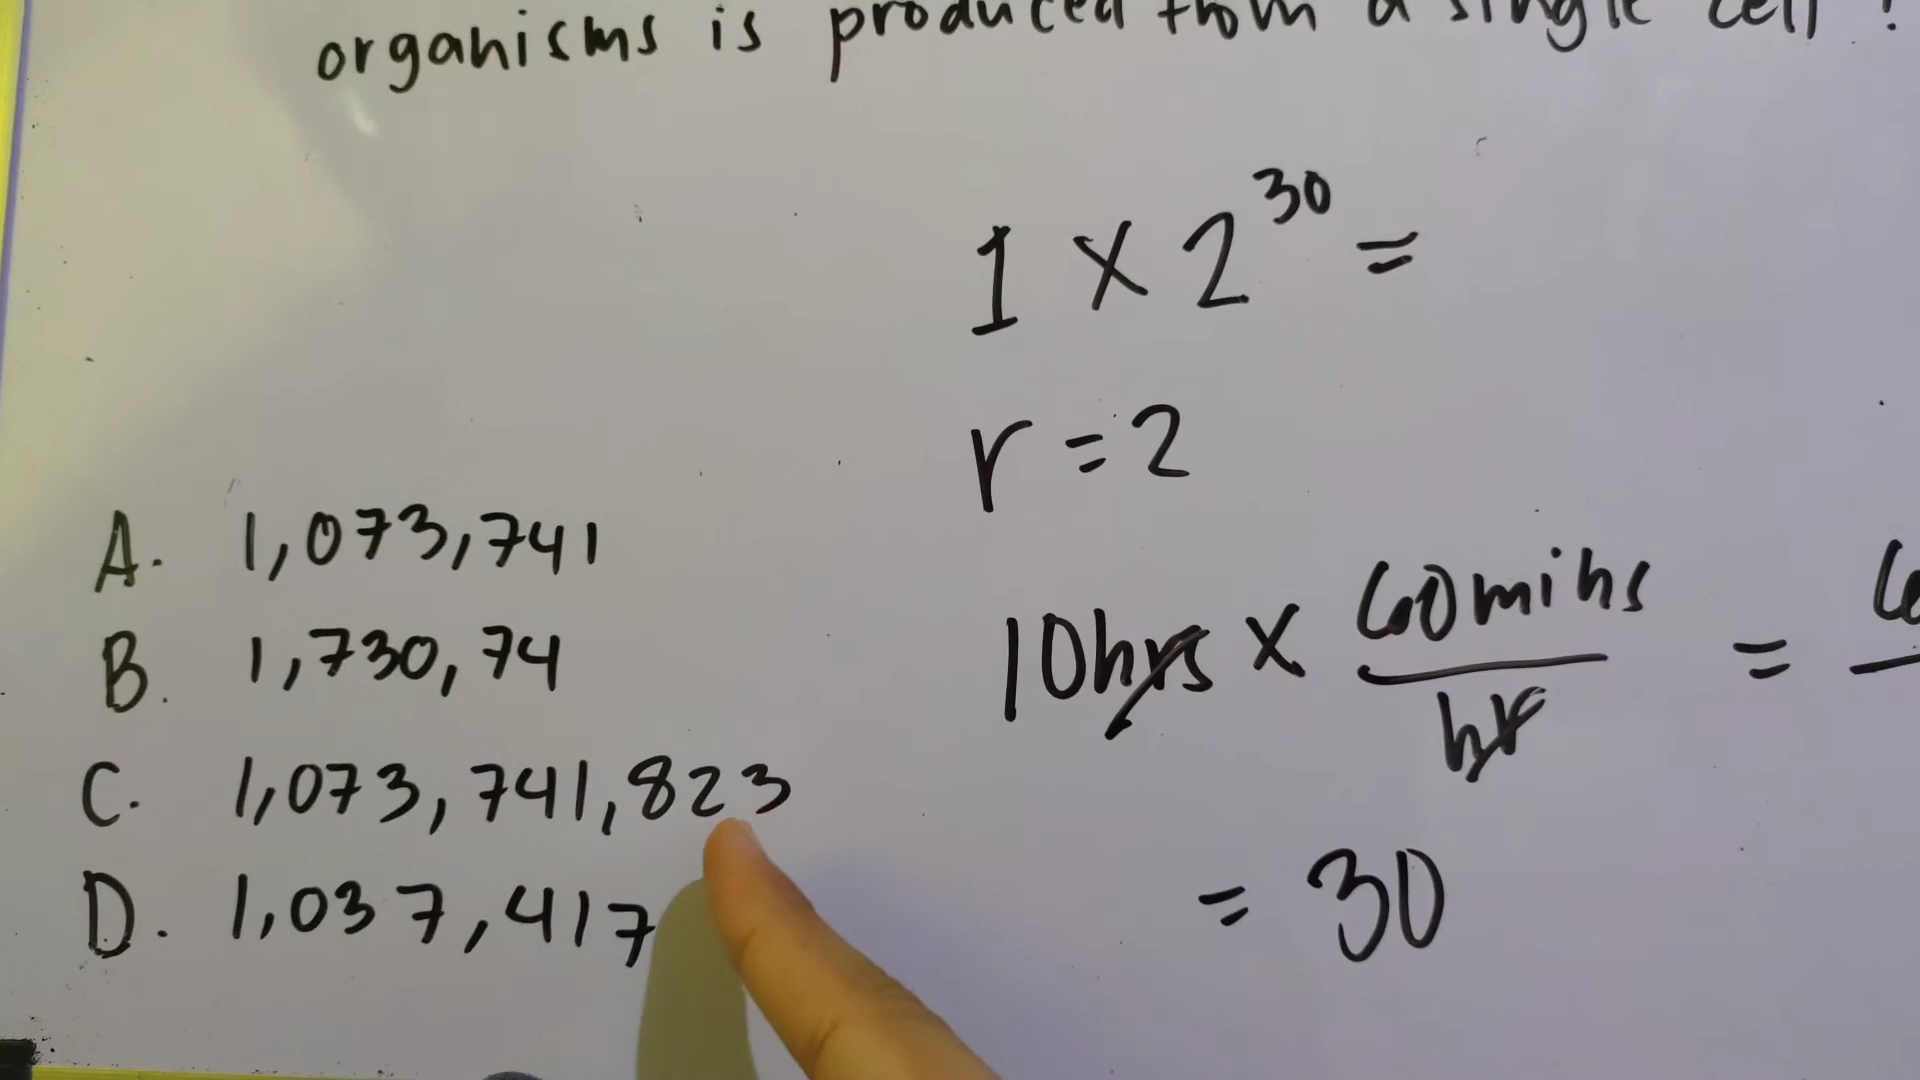 organisms is produced from a single cell?
1 x 2^30 =
r = 2
A. 1,073,741
B. 1,730,74
C. 1,073,741,823
D. 1,037,417
10hrs x 60mins / hr =
= 30